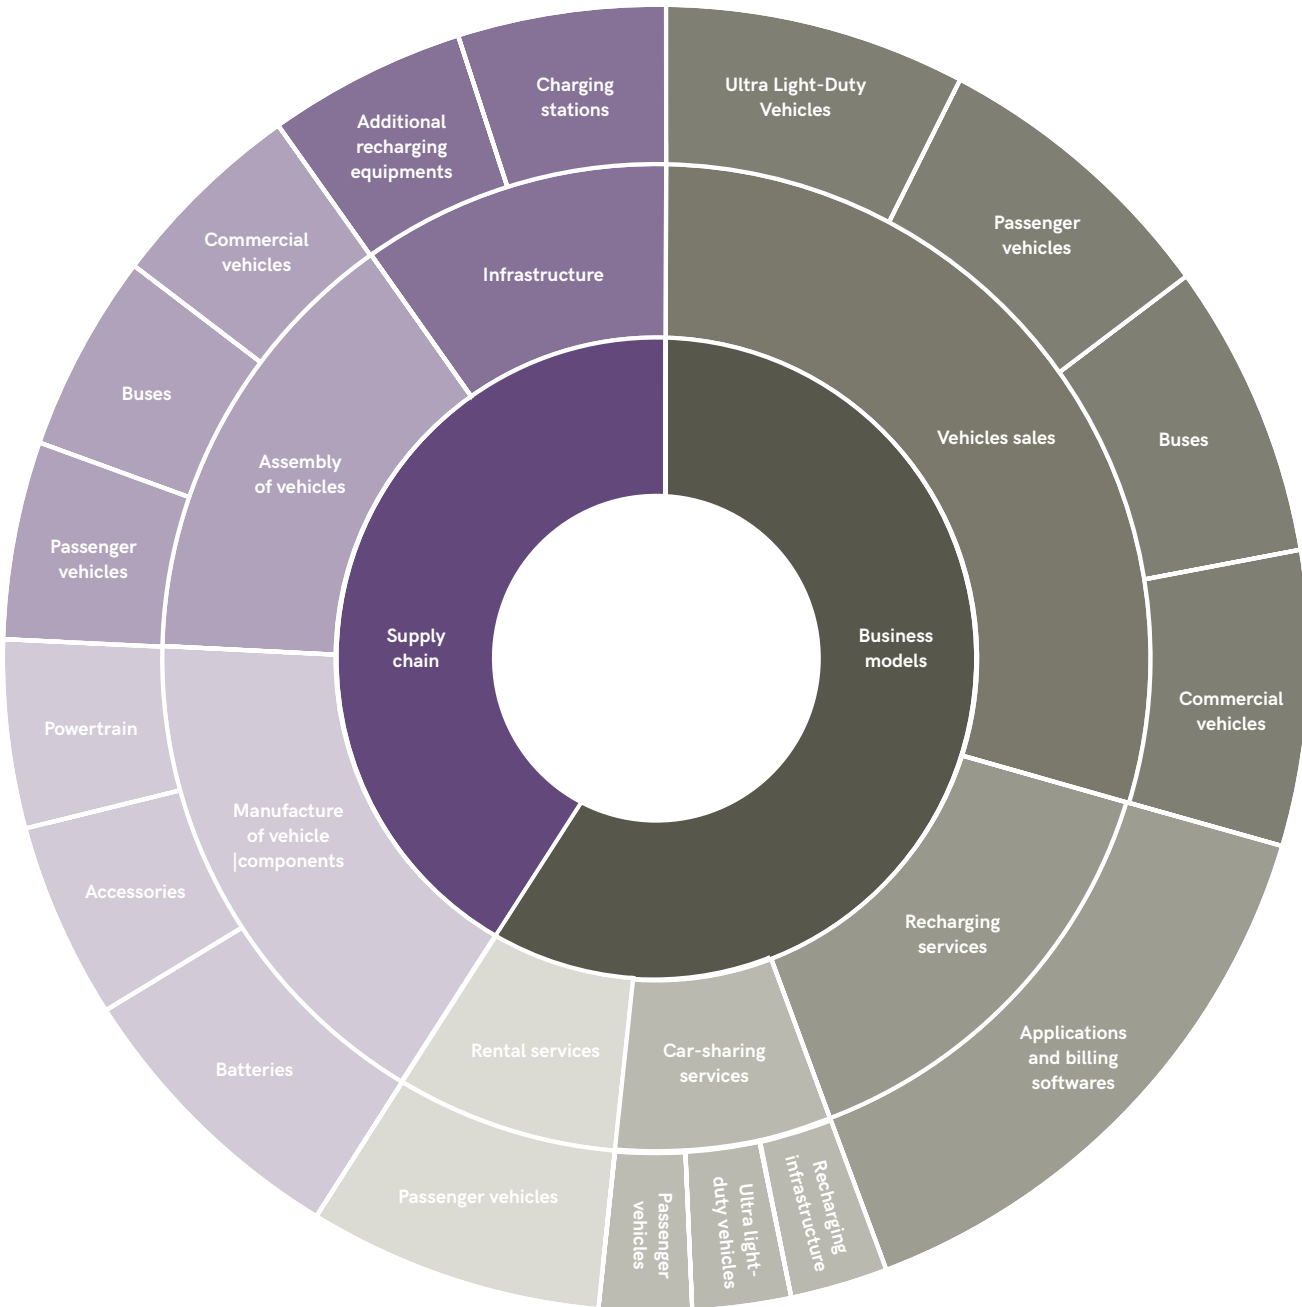 Charging
stations
Additional
recharging
equipments
Ultra Light-Duty
Vehicles
Passenger
vehicles
Commercial
vehicles
Infrastructure
Buses
Assembly
of vehicles
Vehicles sales
Buses
Passenger
vehicles
Supply
chain
Business
models
Commercial
vehicles
Powertrain
Manufacture
of vehicle
|components
Accessories
Recharging
services
Batteries
Rental services
Car-sharing
services
Applications
and billing
softwares
Passenger vehicles
Passenger
vehicles
Ultra light-
duty vehicles
Recharging
infrastructure